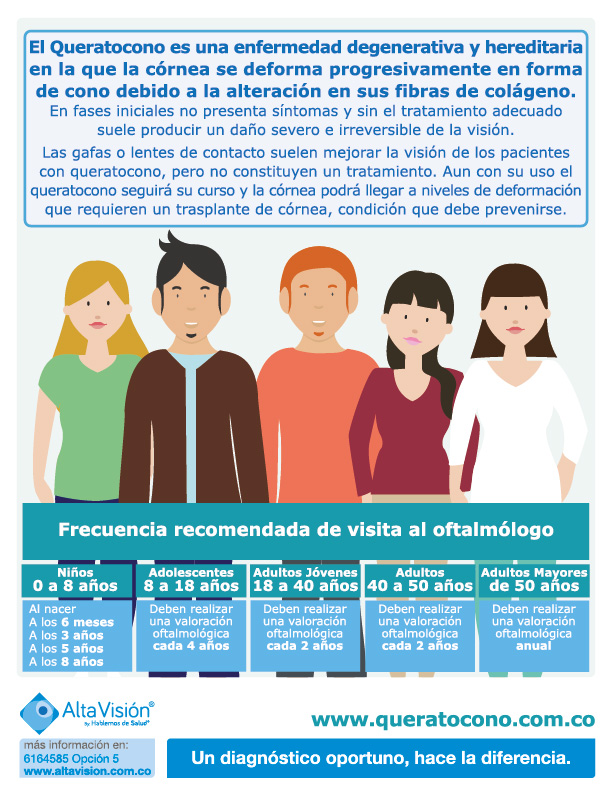 El Queratocono es una enfermedad degenerativa y hereditaria
en la que la córnea se deforma progresivamente en forma
de cono debido a la alteración en sus fibras de colágeno.
En fases iniciales no presenta síntomas y sin el tratamiento adecuado
suele producir un daño severo e irreversible de la visión.
Las gafas o lentes de contacto suelen mejorar la visión de los pacientes
con queratocono, pero no constituyen un tratamiento. Aun con su uso el
queratocono seguirá su curso y la córnea podrá llegar a niveles de deformación
que requieren un trasplante de córnea, condición que debe prevenirse.
Frecuencia recomendada de visita al oftalmólogo
Niños
0 a 8 años
Al nacer
A los 6 meses
A los 3 años
A los 5 años
A los 8 años
Adolescentes
8 a 18 años
Deben realizar
una valoración
oftalmológica
cada 4 años
Adultos Jóvenes
18 a 40 años
Deben realizar
una valoración
oftalmológica
cada 2 años
Adultos
40 a 50 años
Deben realizar
una valoración
oftalmológica
cada 2 años
Adultos Mayores
de 50 años
Deben realizar
una valoración
oftalmológica
anual
AltaVisión®
By Hablemos de Salud®
más información en:
6164585 Opción 5
www.altavision.com.co
www.queratocono.com.co
Un diagnóstico oportuno, hace la diferencia.